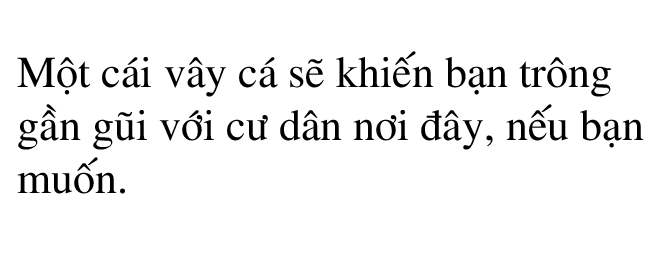 Một cái vây cá sẽ khiến bạn trông
gần gũi với cư dân nơi đây, nếu bạn
muốn.